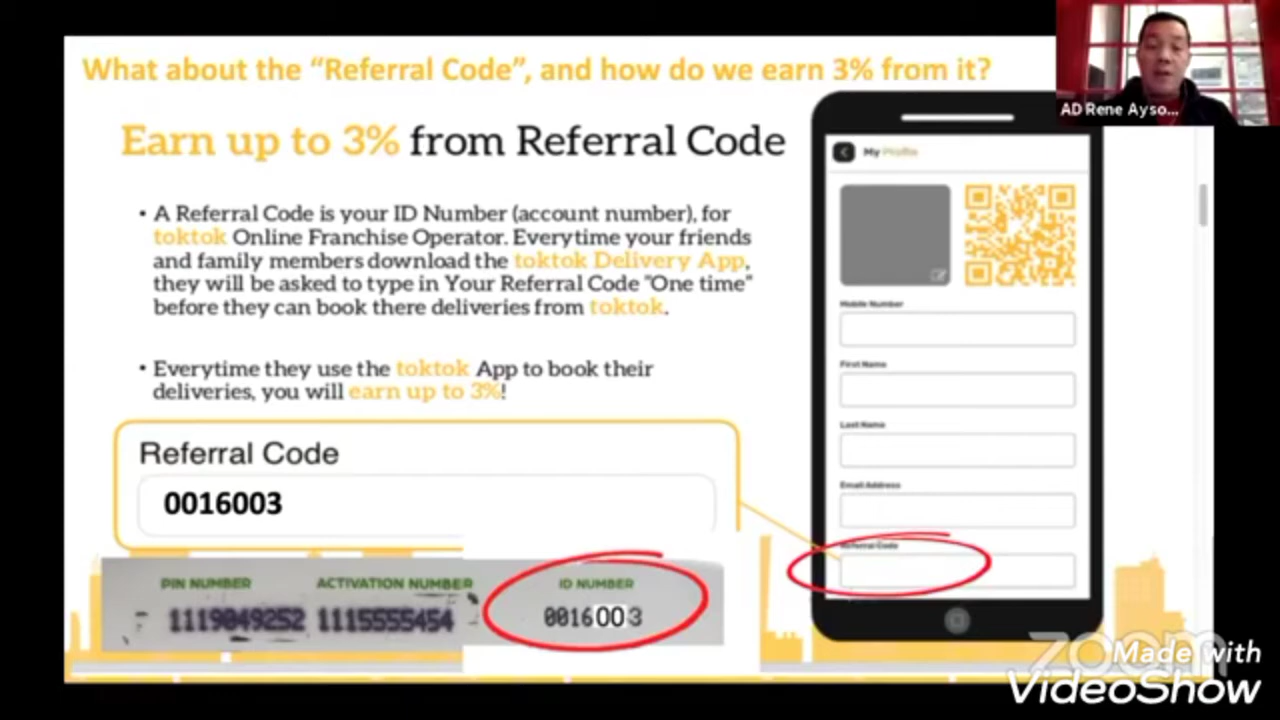 What about the “Referral Code”, and how do we earn 3% from it?
AD Rene Ayso...
Earn up to 3% from Referral Code
• A Referral Code is your ID Number (account number), for
toktok Online Franchise Operator. Everytime your friends
and family members download the toktok Delivery App,
they will be asked to type in Your Referral Code "One time"
before they can book there deliveries from toktok.
• Everytime they use the toktok App to book their
deliveries, you will earn up to 3%!
Referral Code
0016003
PIN NUMBER ACTIVATION NUMBER ID NUMBER
1119049252 1115555454 0016003
My Profile
Mobile Number
First Name
Last Name
Email Address
Referral Code
zoom
Made with
VideoShow